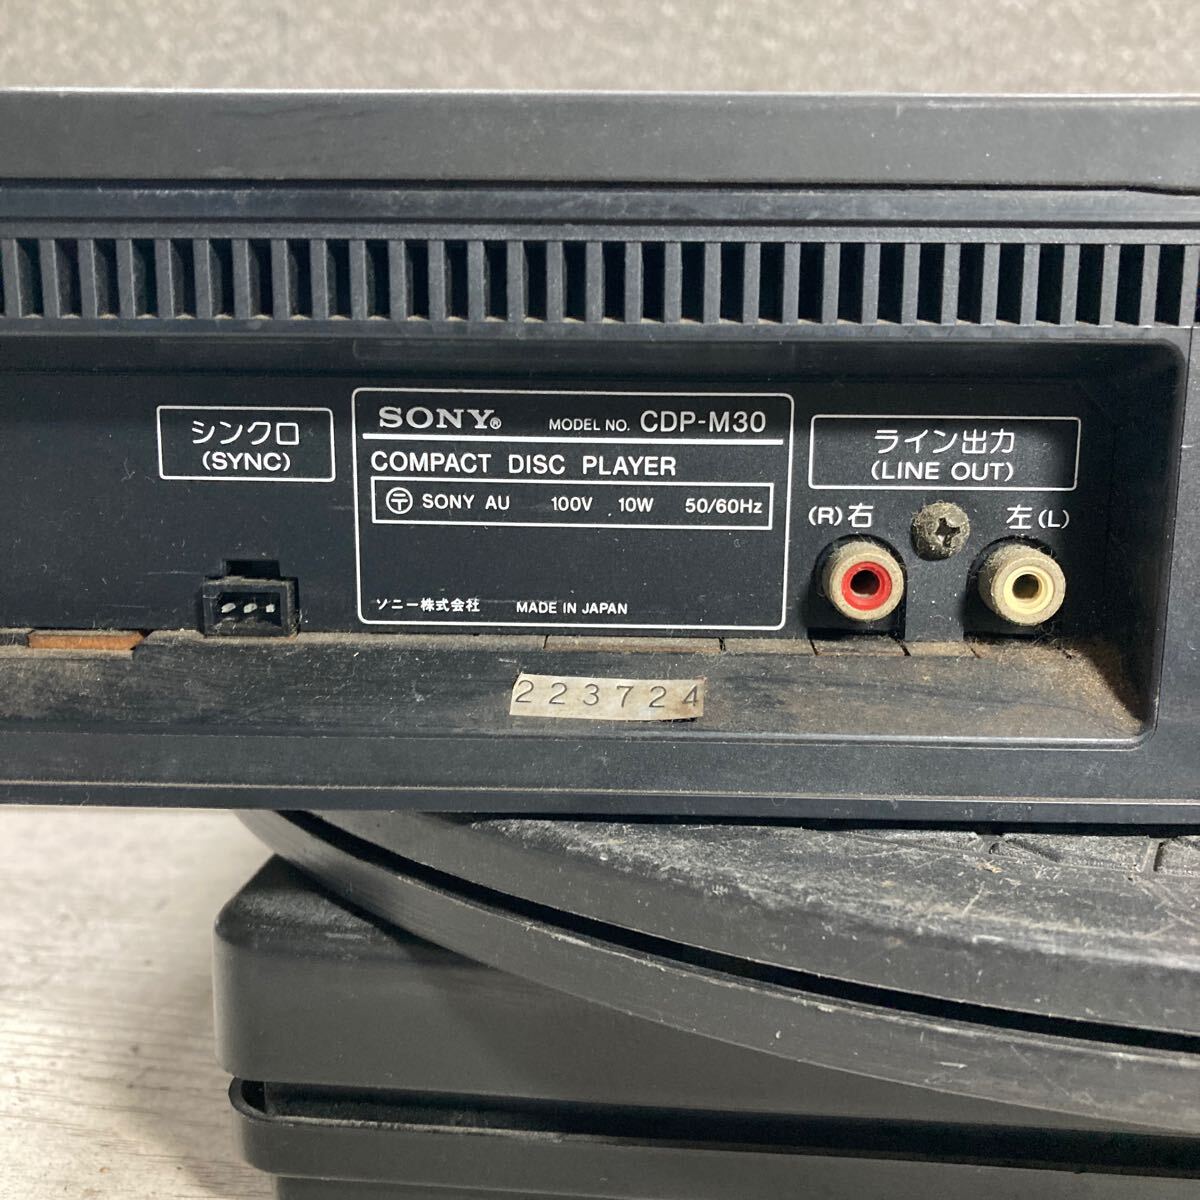 シンクロ
(SYNC)
SONY® MODEL NO. CDP-M30
COMPACT DISC PLAYER
〒 SONY AU 100V 10W 50/60Hz
ソニー株式会社 MADE IN JAPAN
ライン出力
(LINE OUT)
(R)右 左(L)
223724